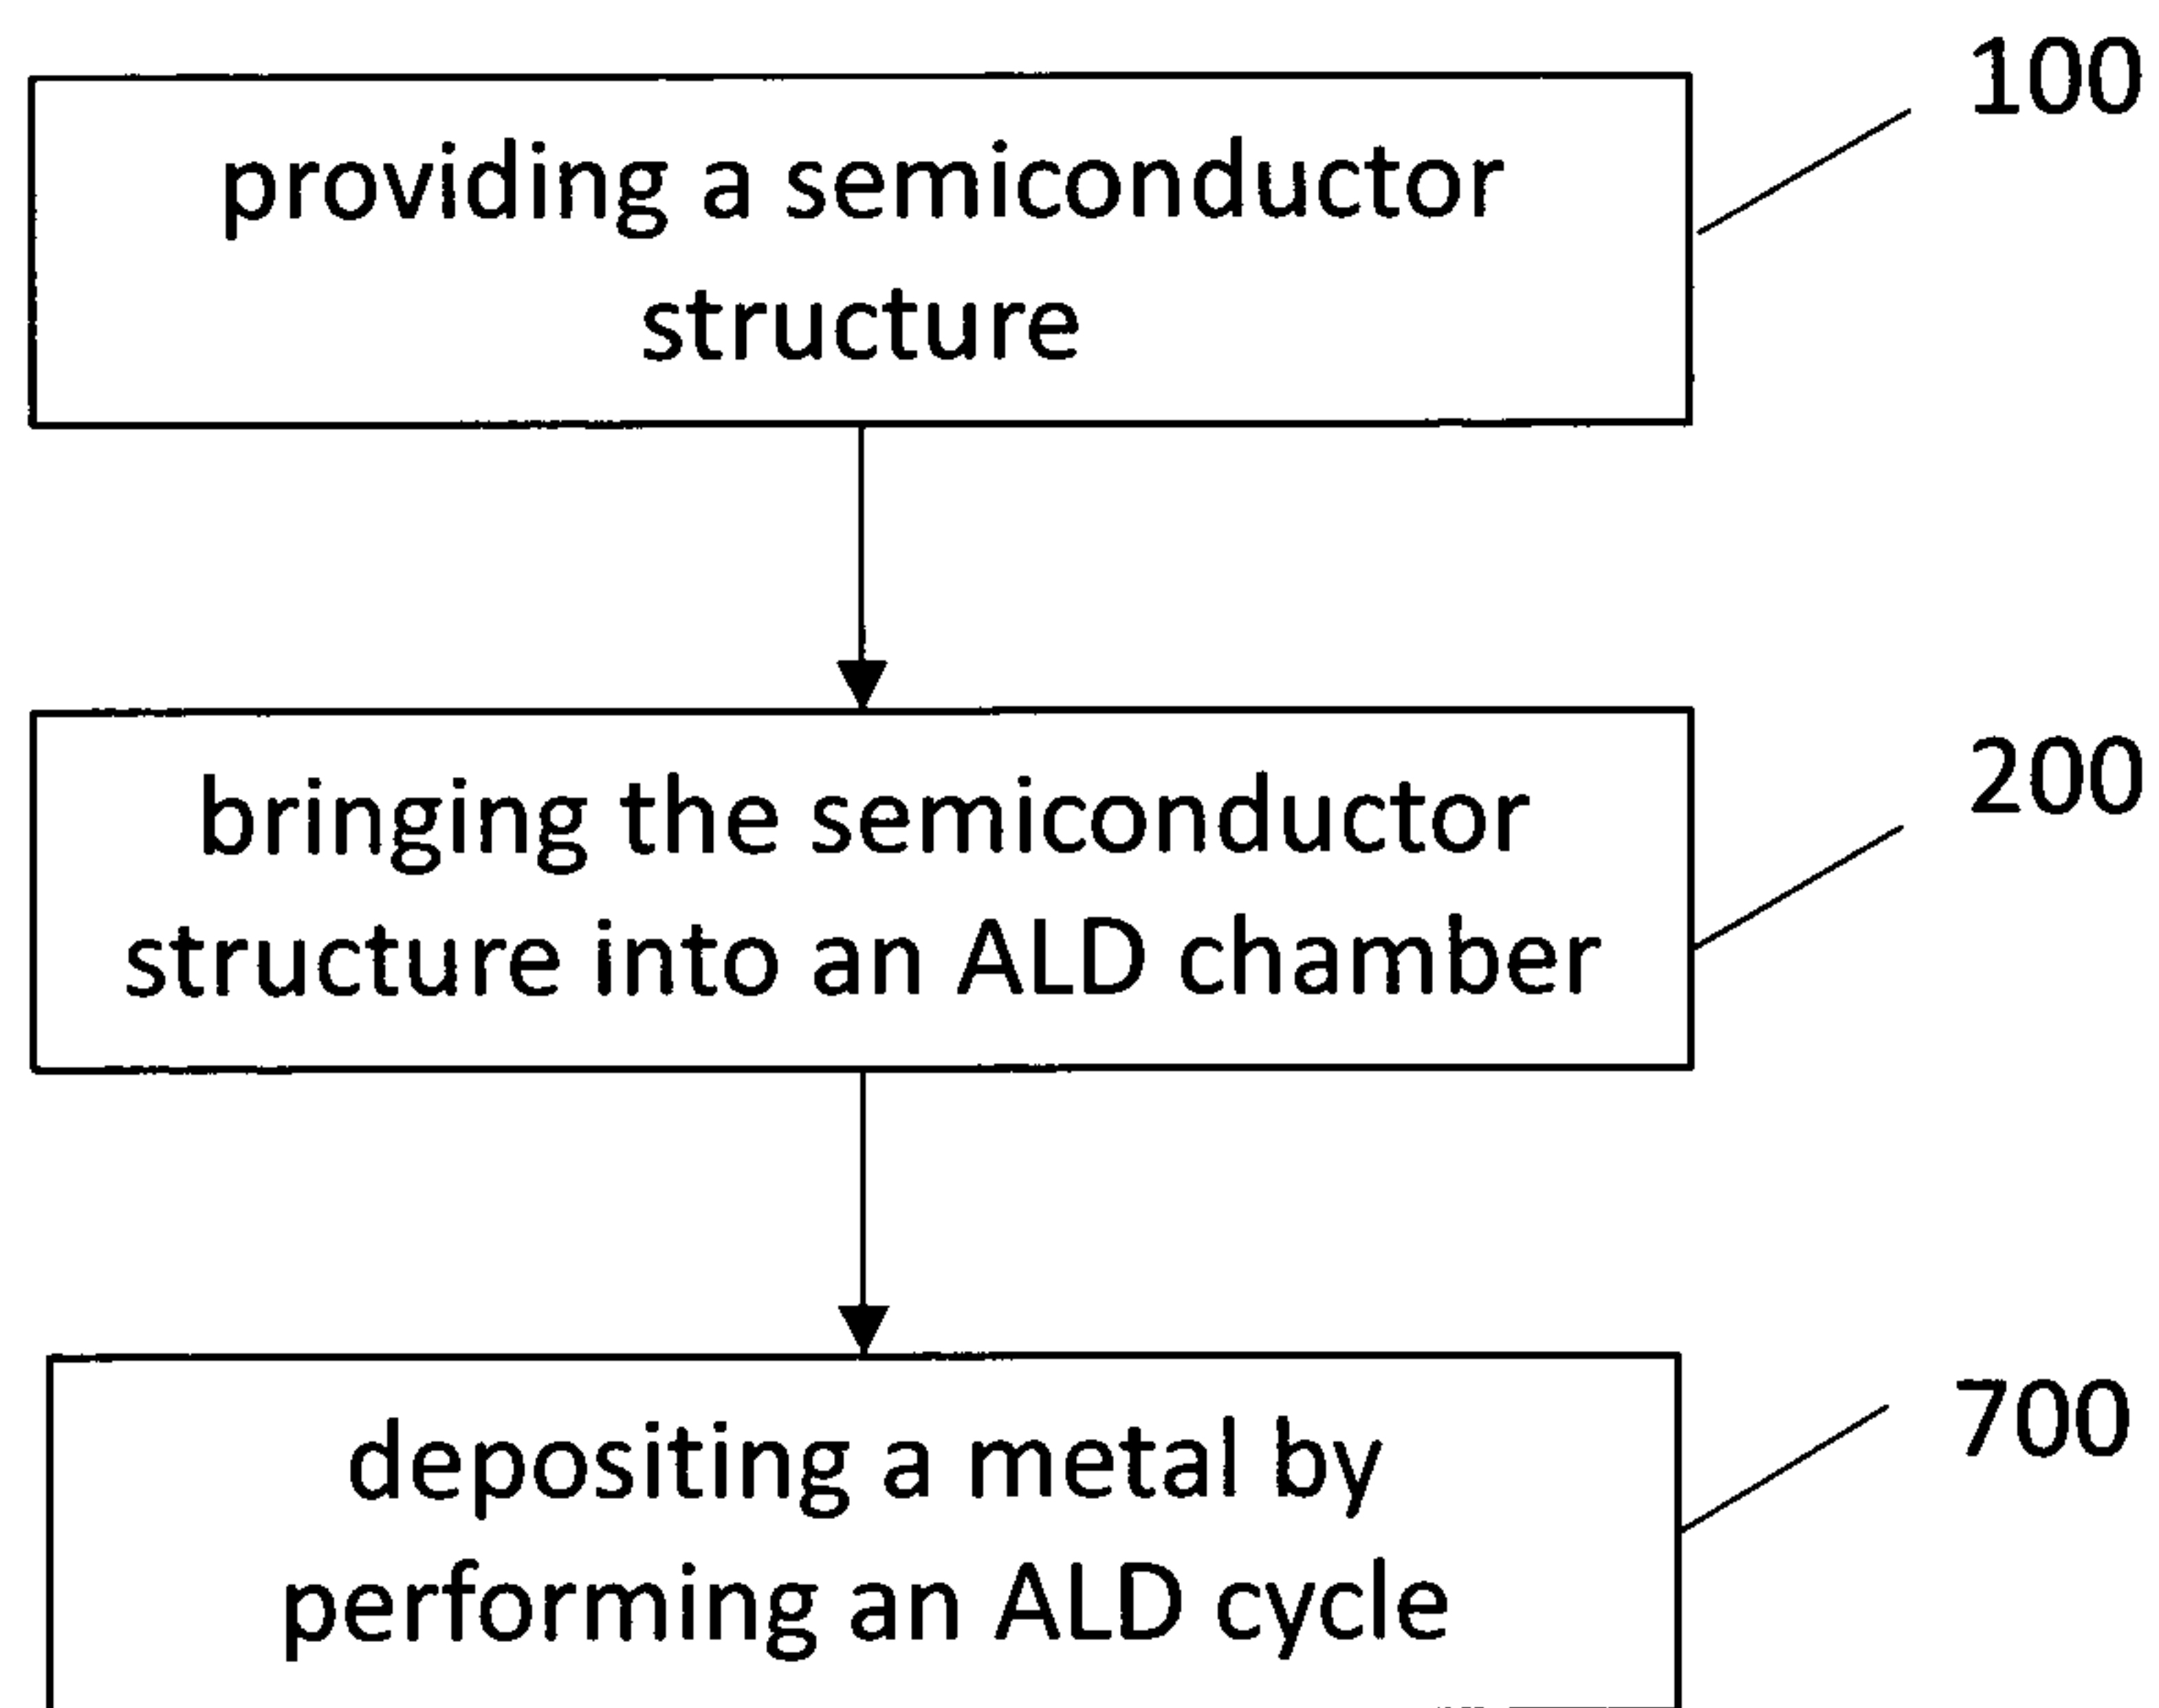 100
providing a semiconductor
structure
200
bringing the semiconductor
structure into an ALD chamber
700
depositing a metal by
performing an ALD cycle